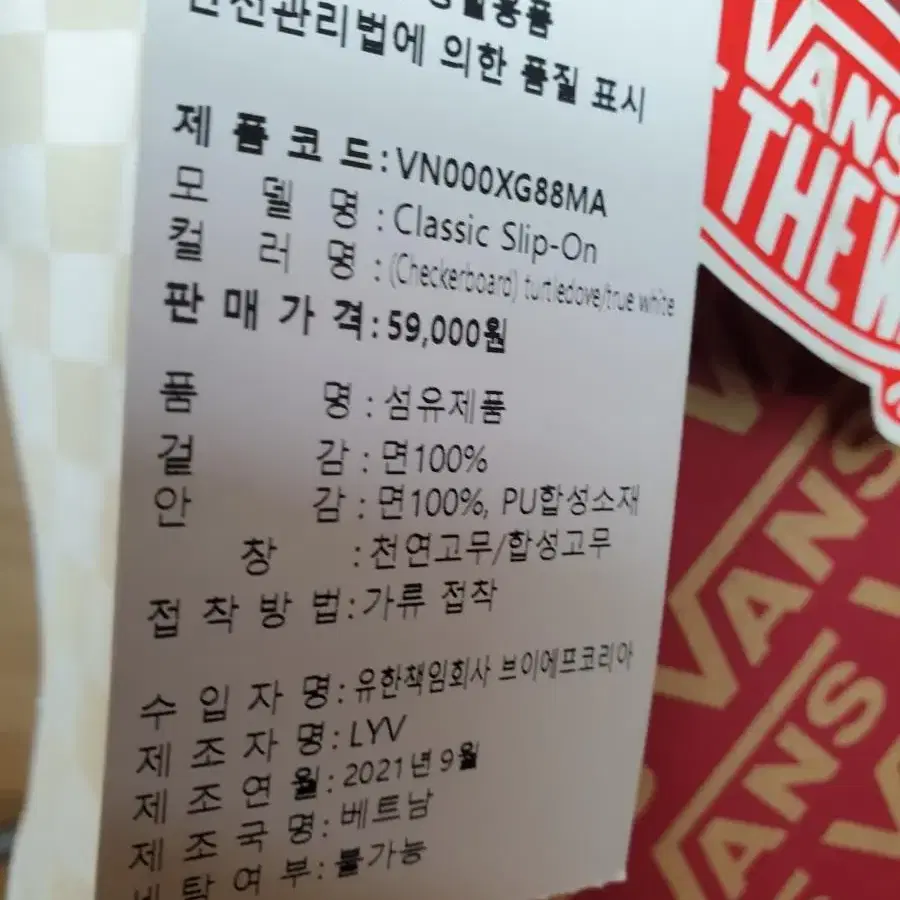 안전관리법에 의한 품질 표시
제 품 코 드 : VN000XG88MA
모 델 명 : Classic Slip-On
컬 러 명 : (Checkerboard) turtledove/true white
판 매 가 격 : 59,000원
품 명 : 섬유제품
겉 감 : 면100%
안 감 : 면100%, PU합성소재
창 : 천연고무/합성고무
접 착 방 법 : 가류 접착
수 입 자 명 : 유한책임회사 브이에프코리아
제 조 자 명 : LYV
제 조 연 월 : 2021년 9월
제 조 국 명 : 베트남
세 탁 여 부 : 불가능
VANS
THE
VANS
VANS